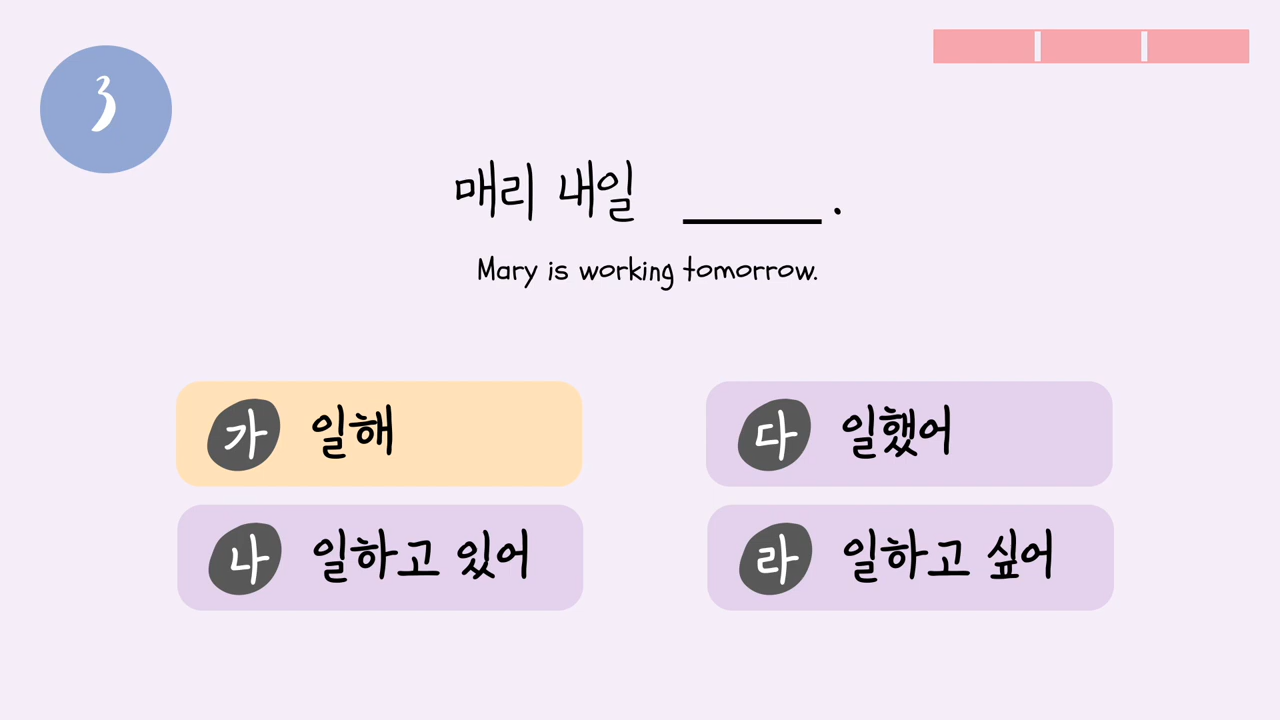 3
매리 내일 _____.
Mary is working tomorrow.
가 일해
나 일하고 있어
다 일했어
라 일하고 싶어